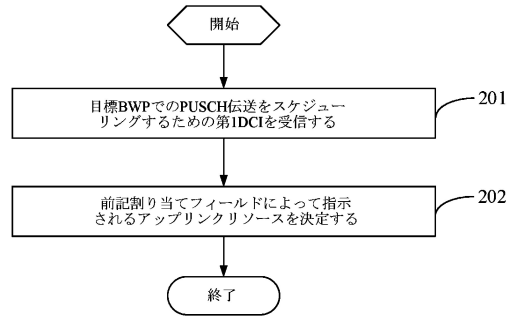 開始
目標BWPでのPUSCH伝送をスケジュー
リングするための第1DCIを受信する
201
前記割り当てフィールドによって指示
されるアップリンクリソースを決定する
202
終了